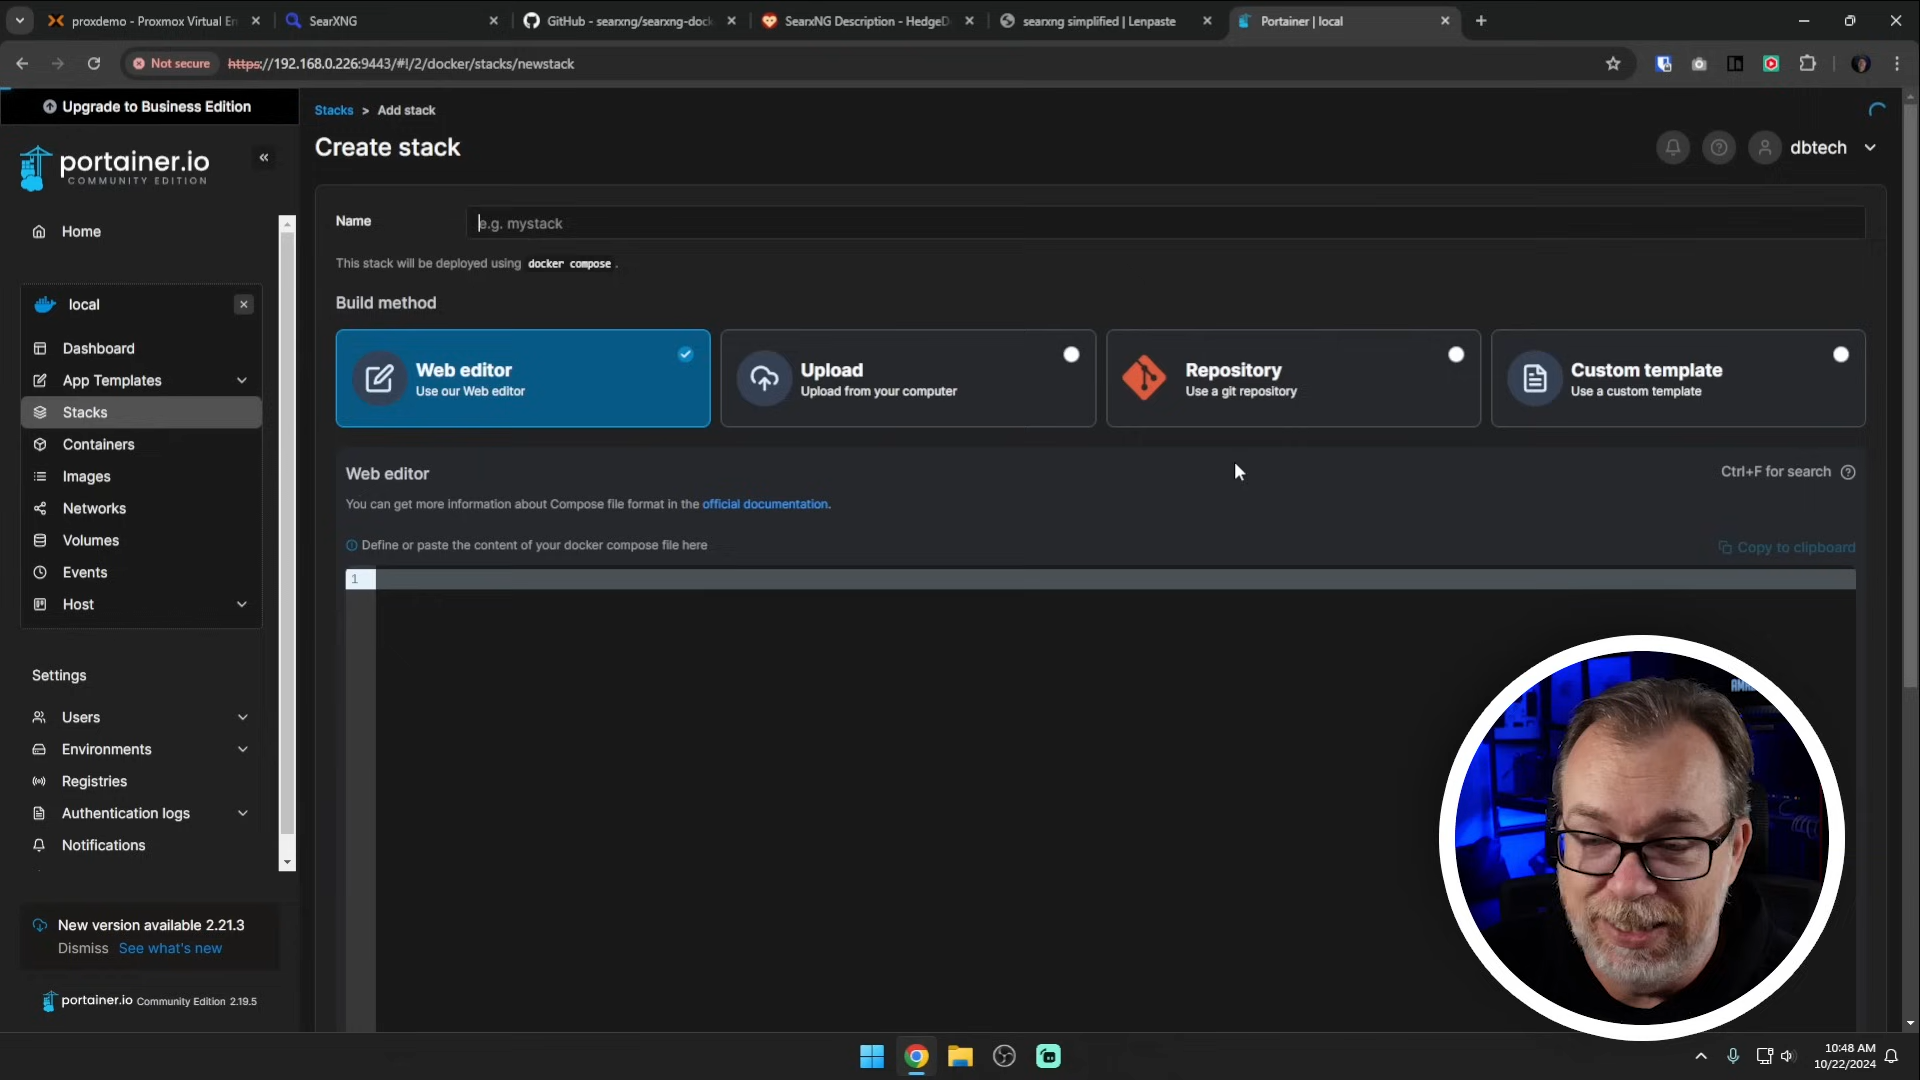 proxdemo - Proxmox Virtual En
SearXNG
GitHub - searxng/searxng-dock
SearxNG Description - HedgeD
searxng simplified | Lenpaste
Portainer | local
Not secure
https://192.168.0.226:9443/#!/2/docker/stacks/newstack
Upgrade to Business Edition
portainer.io
COMMUNITY EDITION
Home
local
Dashboard
App Templates
Stacks
Containers
Images
Networks
Volumes
Events
Host
Settings
Users
Environments
Registries
Authentication logs
Notifications
New version available 2.21.3
Dismiss See what's new
portainer.io Community Edition 2.19.5
Stacks > Add stack
Create stack
dbtech
Name
e.g. mystack
This stack will be deployed using docker compose .
Build method
Web editor
Use our Web editor
Upload
Upload from your computer
Repository
Use a git repository
Custom template
Use a custom template
Web editor
Ctrl+F for search
You can get more information about Compose file format in the official documentation.
Define or paste the content of your docker compose file here
Copy to clipboard
1
10:48 AM
10/22/2024